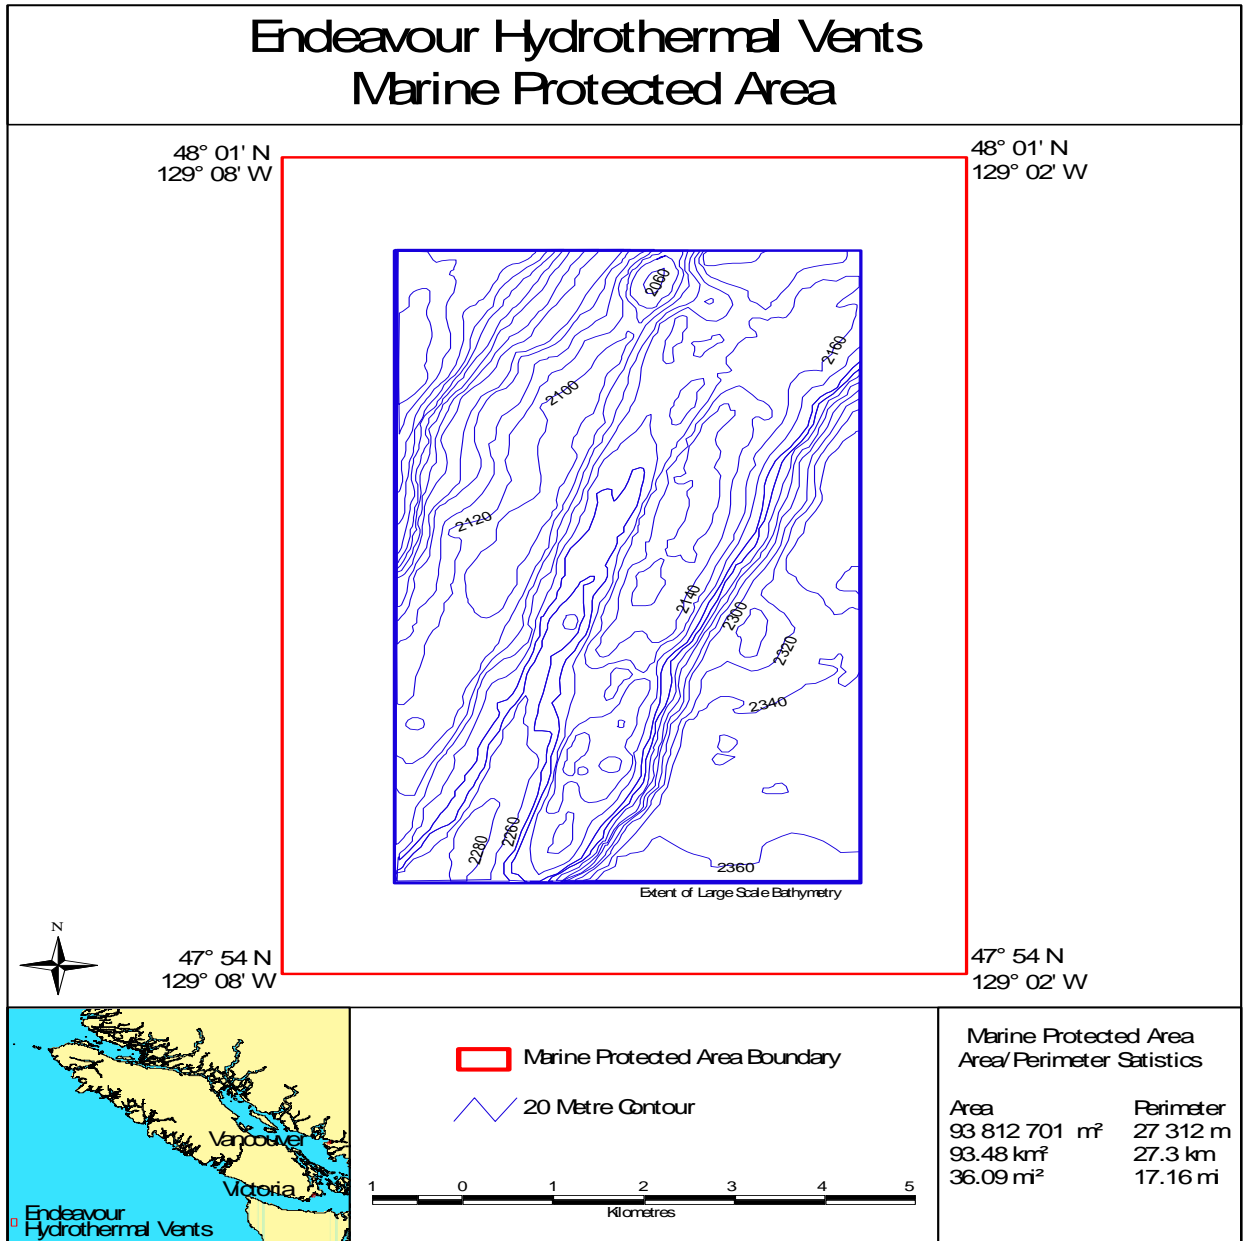 Endeavour Hydrothermal Vents
Marine Protected Area
48° 01' N
129° 08' W
48° 01' N
129° 02' W
2060
2160
2100
2120
2140
2300
2320
2340
2260
2280
2360
Extent of Large Scale Bathymetry
N
47° 54 N
129° 08' W
47° 54 N
129° 02' W
Vancouver
Victoria
Endeavour
Hydrothermal Vents
Marine Protected Area Boundary
20 Metre Contour
1 0 1 2 3 4 5
Kilometres
Marine Protected Area
Area/Perimeter Satistics
Area Perimeter
93 812 701 m² 27 312 m
93.48 km² 27.3 km
36.09 mi² 17.16 mi